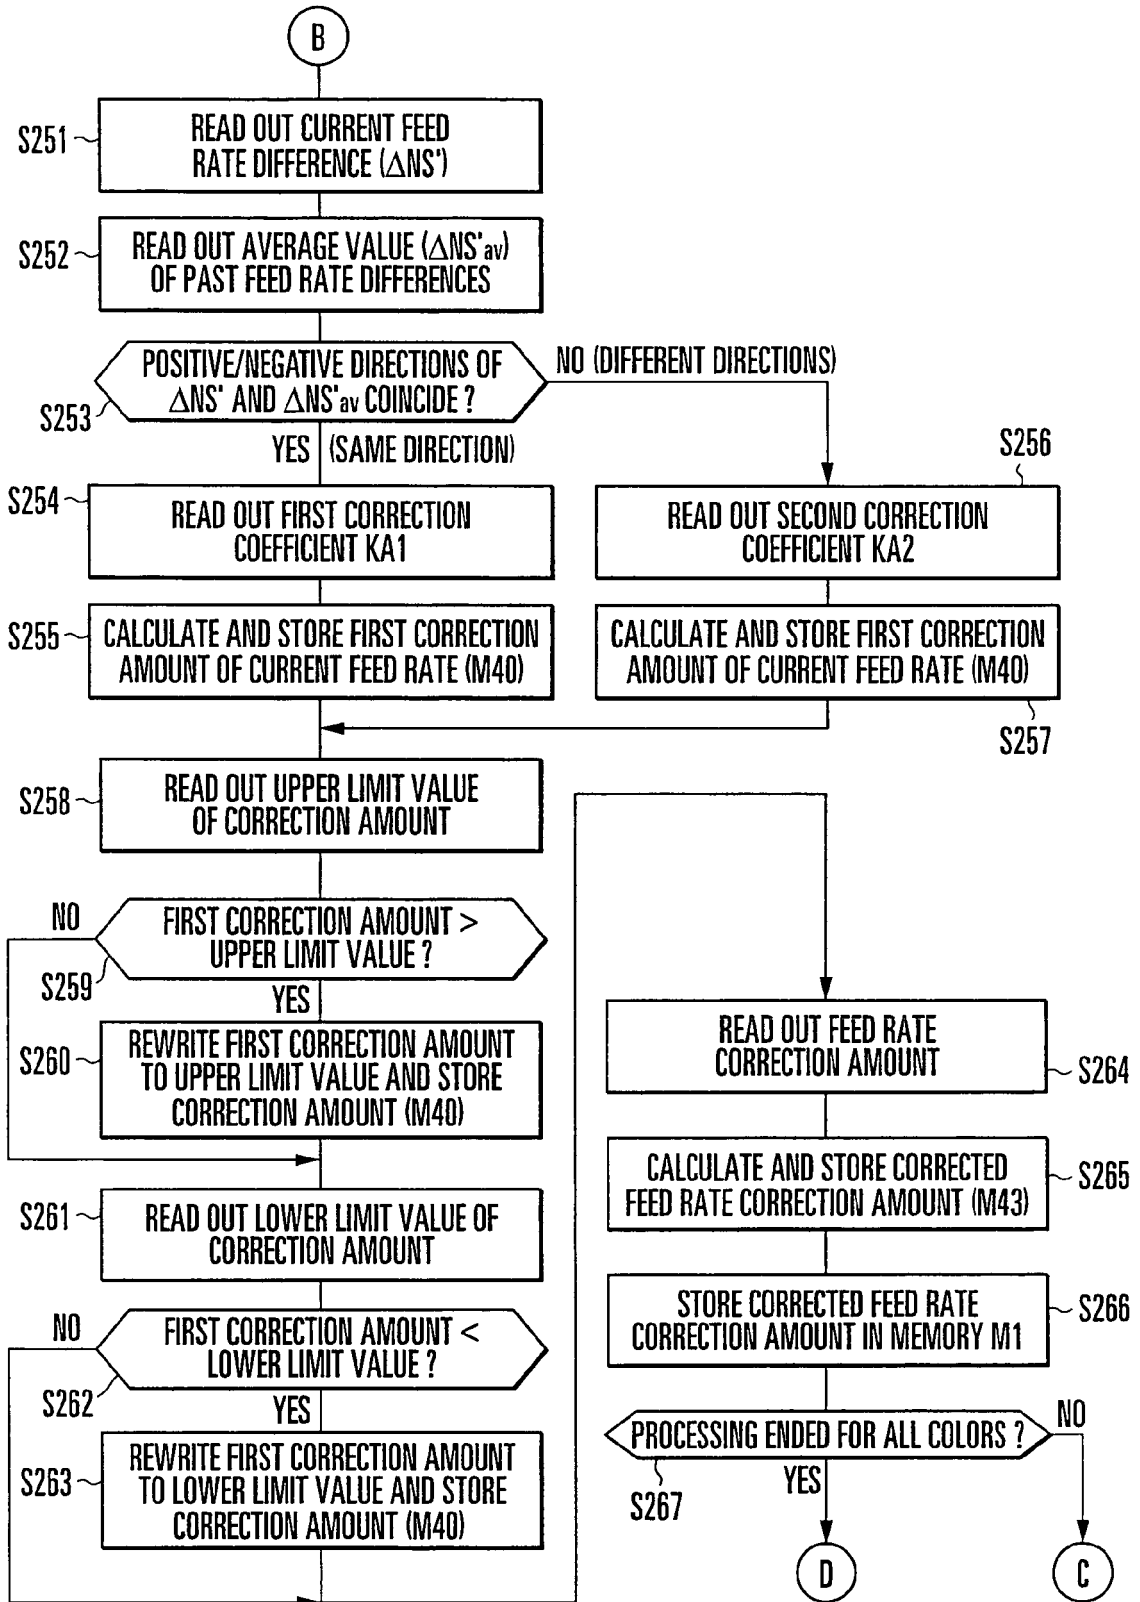 B
S251
READ OUT CURRENT FEED
RATE DIFFERENCE (ΔNS')
S252
READ OUT AVERAGE VALUE (ΔNS'av)
OF PAST FEED RATE DIFFERENCES
POSITIVE/NEGATIVE DIRECTIONS OF
ΔNS' AND ΔNS'av COINCIDE ?
S253
NO (DIFFERENT DIRECTIONS)
YES (SAME DIRECTION)
S254
READ OUT FIRST CORRECTION
COEFFICIENT KA1
S256
READ OUT SECOND CORRECTION
COEFFICIENT KA2
S255
CALCULATE AND STORE FIRST CORRECTION
AMOUNT OF CURRENT FEED RATE (M40)
CALCULATE AND STORE FIRST CORRECTION
AMOUNT OF CURRENT FEED RATE (M40)
S257
S258
READ OUT UPPER LIMIT VALUE
OF CORRECTION AMOUNT
NO
FIRST CORRECTION AMOUNT >
UPPER LIMIT VALUE ?
S259
YES
S260
REWRITE FIRST CORRECTION AMOUNT
TO UPPER LIMIT VALUE AND STORE
CORRECTION AMOUNT (M40)
S261
READ OUT LOWER LIMIT VALUE OF
CORRECTION AMOUNT
NO
FIRST CORRECTION AMOUNT <
LOWER LIMIT VALUE ?
S262
YES
S263
REWRITE FIRST CORRECTION AMOUNT
TO LOWER LIMIT VALUE AND STORE
CORRECTION AMOUNT (M40)
READ OUT FEED RATE
CORRECTION AMOUNT
S264
CALCULATE AND STORE CORRECTED
FEED RATE CORRECTION AMOUNT (M43)
S265
STORE CORRECTED FEED RATE
CORRECTION AMOUNT IN MEMORY M1
S266
PROCESSING ENDED FOR ALL COLORS ?
NO
S267
YES
D
C